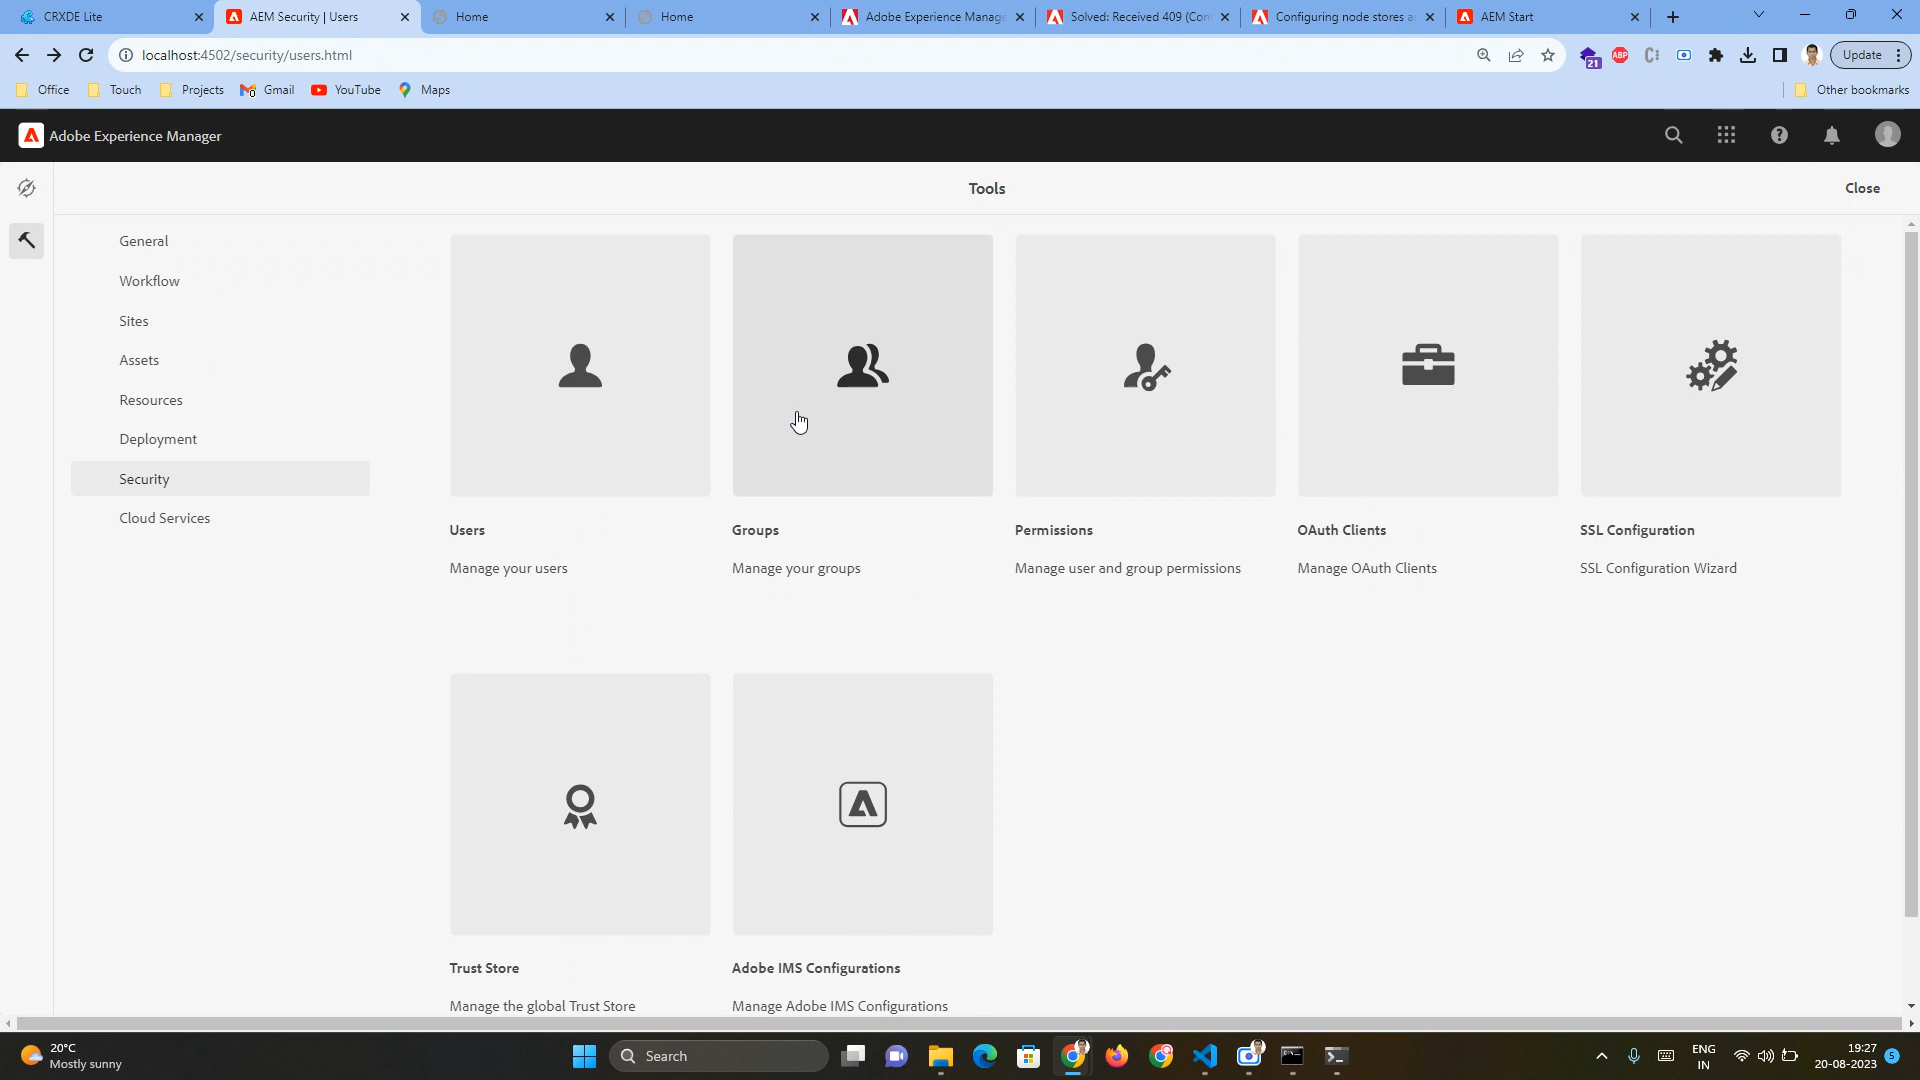 CRXDE Lite
AEM Security | Users
Home
Home
Adobe Experience Manage
Solved: Received 409 (Con
Configuring node stores a
AEM Start
localhost:4502/security/users.html
21
ABP
Update
Office
Touch
Projects
Gmail
YouTube
Maps
Other bookmarks
Adobe Experience Manager
Tools
Close
General
Workflow
Sites
Assets
Resources
Deployment
Security
Cloud Services
Users
Manage your users
Groups
Manage your groups
Permissions
Manage user and group permissions
OAuth Clients
Manage OAuth Clients
SSL Configuration
SSL Configuration Wizard
Trust Store
Manage the global Trust Store
Adobe IMS Configurations
Manage Adobe IMS Configurations
20°C
Mostly sunny
Search
ENG
IN
19:27
20-08-2023
5